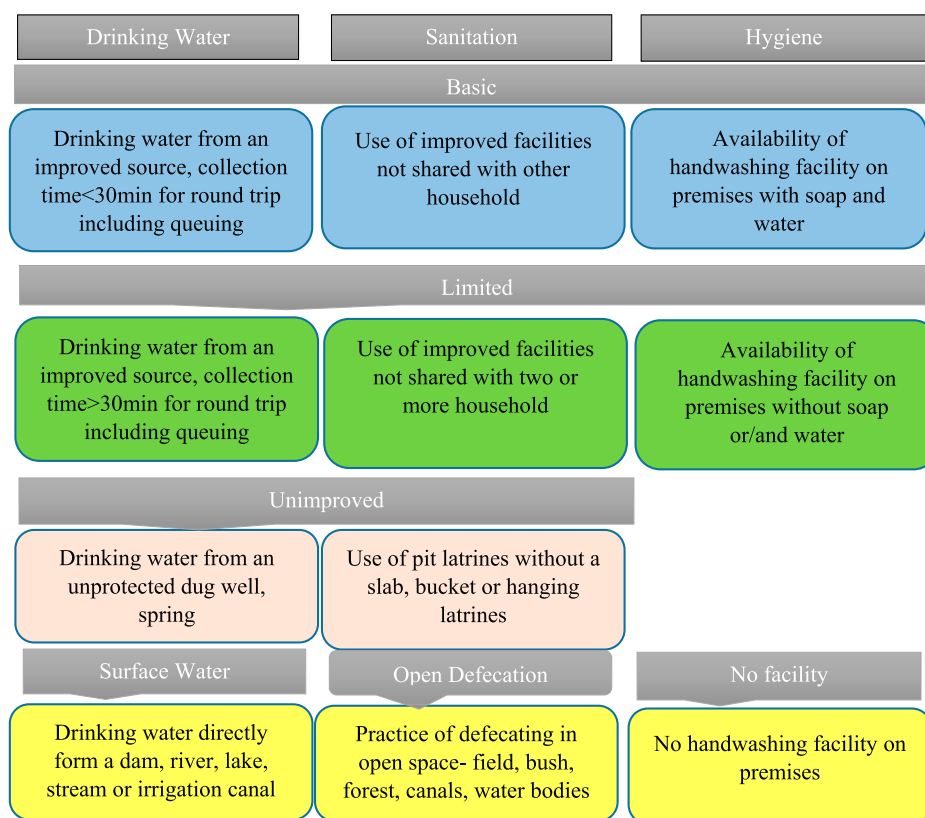 Drinking Water
Sanitation
Hygiene
Basic
Drinking water from an
improved source, collection
time<30min for round trip
including queuing
Use of improved facilities
not shared with other
household
Availability of
handwashing facility on
premises with soap and
water
Limited
Drinking water from an
improved source, collection
time>30min for round trip
including queuing
Use of improved facilities
not shared with two or
more household
Availability of
handwashing facility on
premises without soap
or/and water
Unimproved
Drinking water from an
unprotected dug well,
spring
Use of pit latrines without a
slab, bucket or hanging
latrines
Surface Water
Open Defecation
No facility
Drinking water directly
form a dam, river, lake,
stream or irrigation canal
Practice of defecating in
open space- field, bush,
forest, canals, water bodies
No handwashing facility on
premises